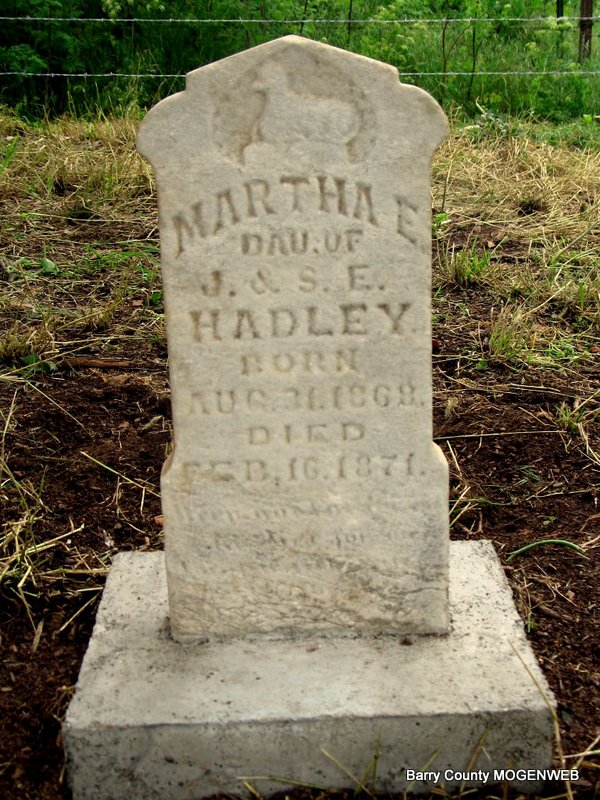 MARTHA E.
DAU. OF
J. & S. E.
HADLEY
BORN
AUG. 31. 1868.
DIED
FEB. 16. 1871.
Barry County MOGENWEB